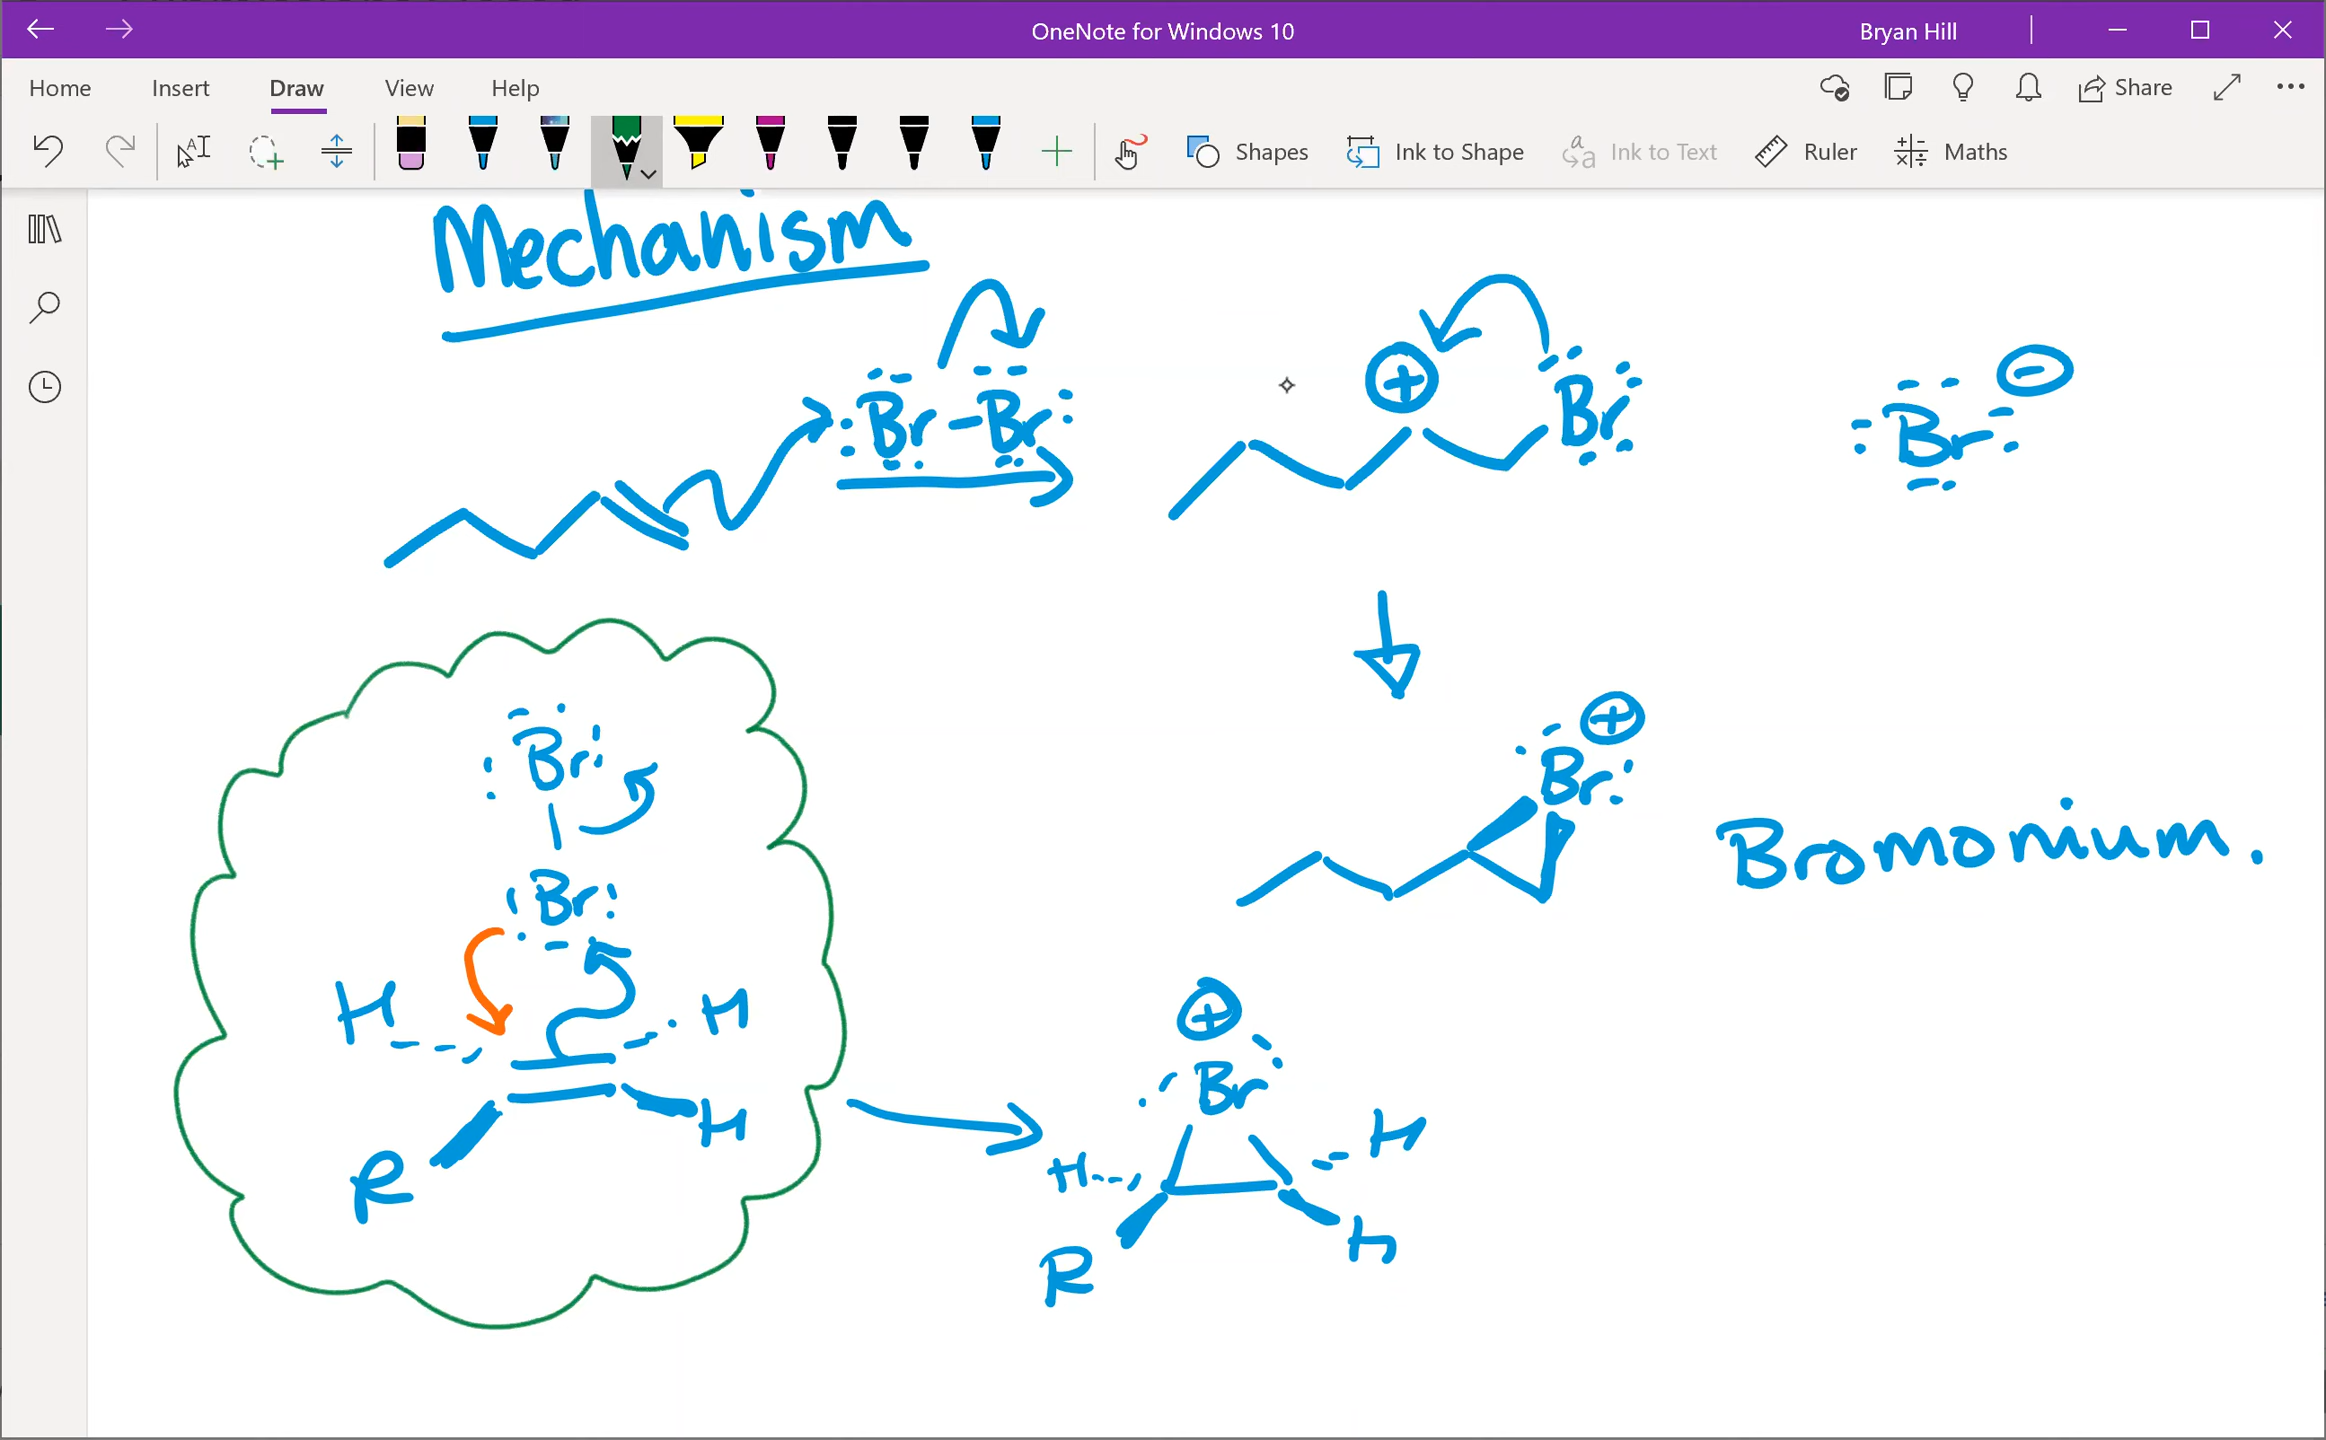 OneNote for Windows 10
Bryan Hill
Home Insert Draw View Help
Share
Shapes Ink to Shape Ink to Text Ruler Maths
Mechanism
Br-Br
+ Br
Br -
Br
Br +
Br
Bromonium.
H H
+
Br
H
R
H H
H
R